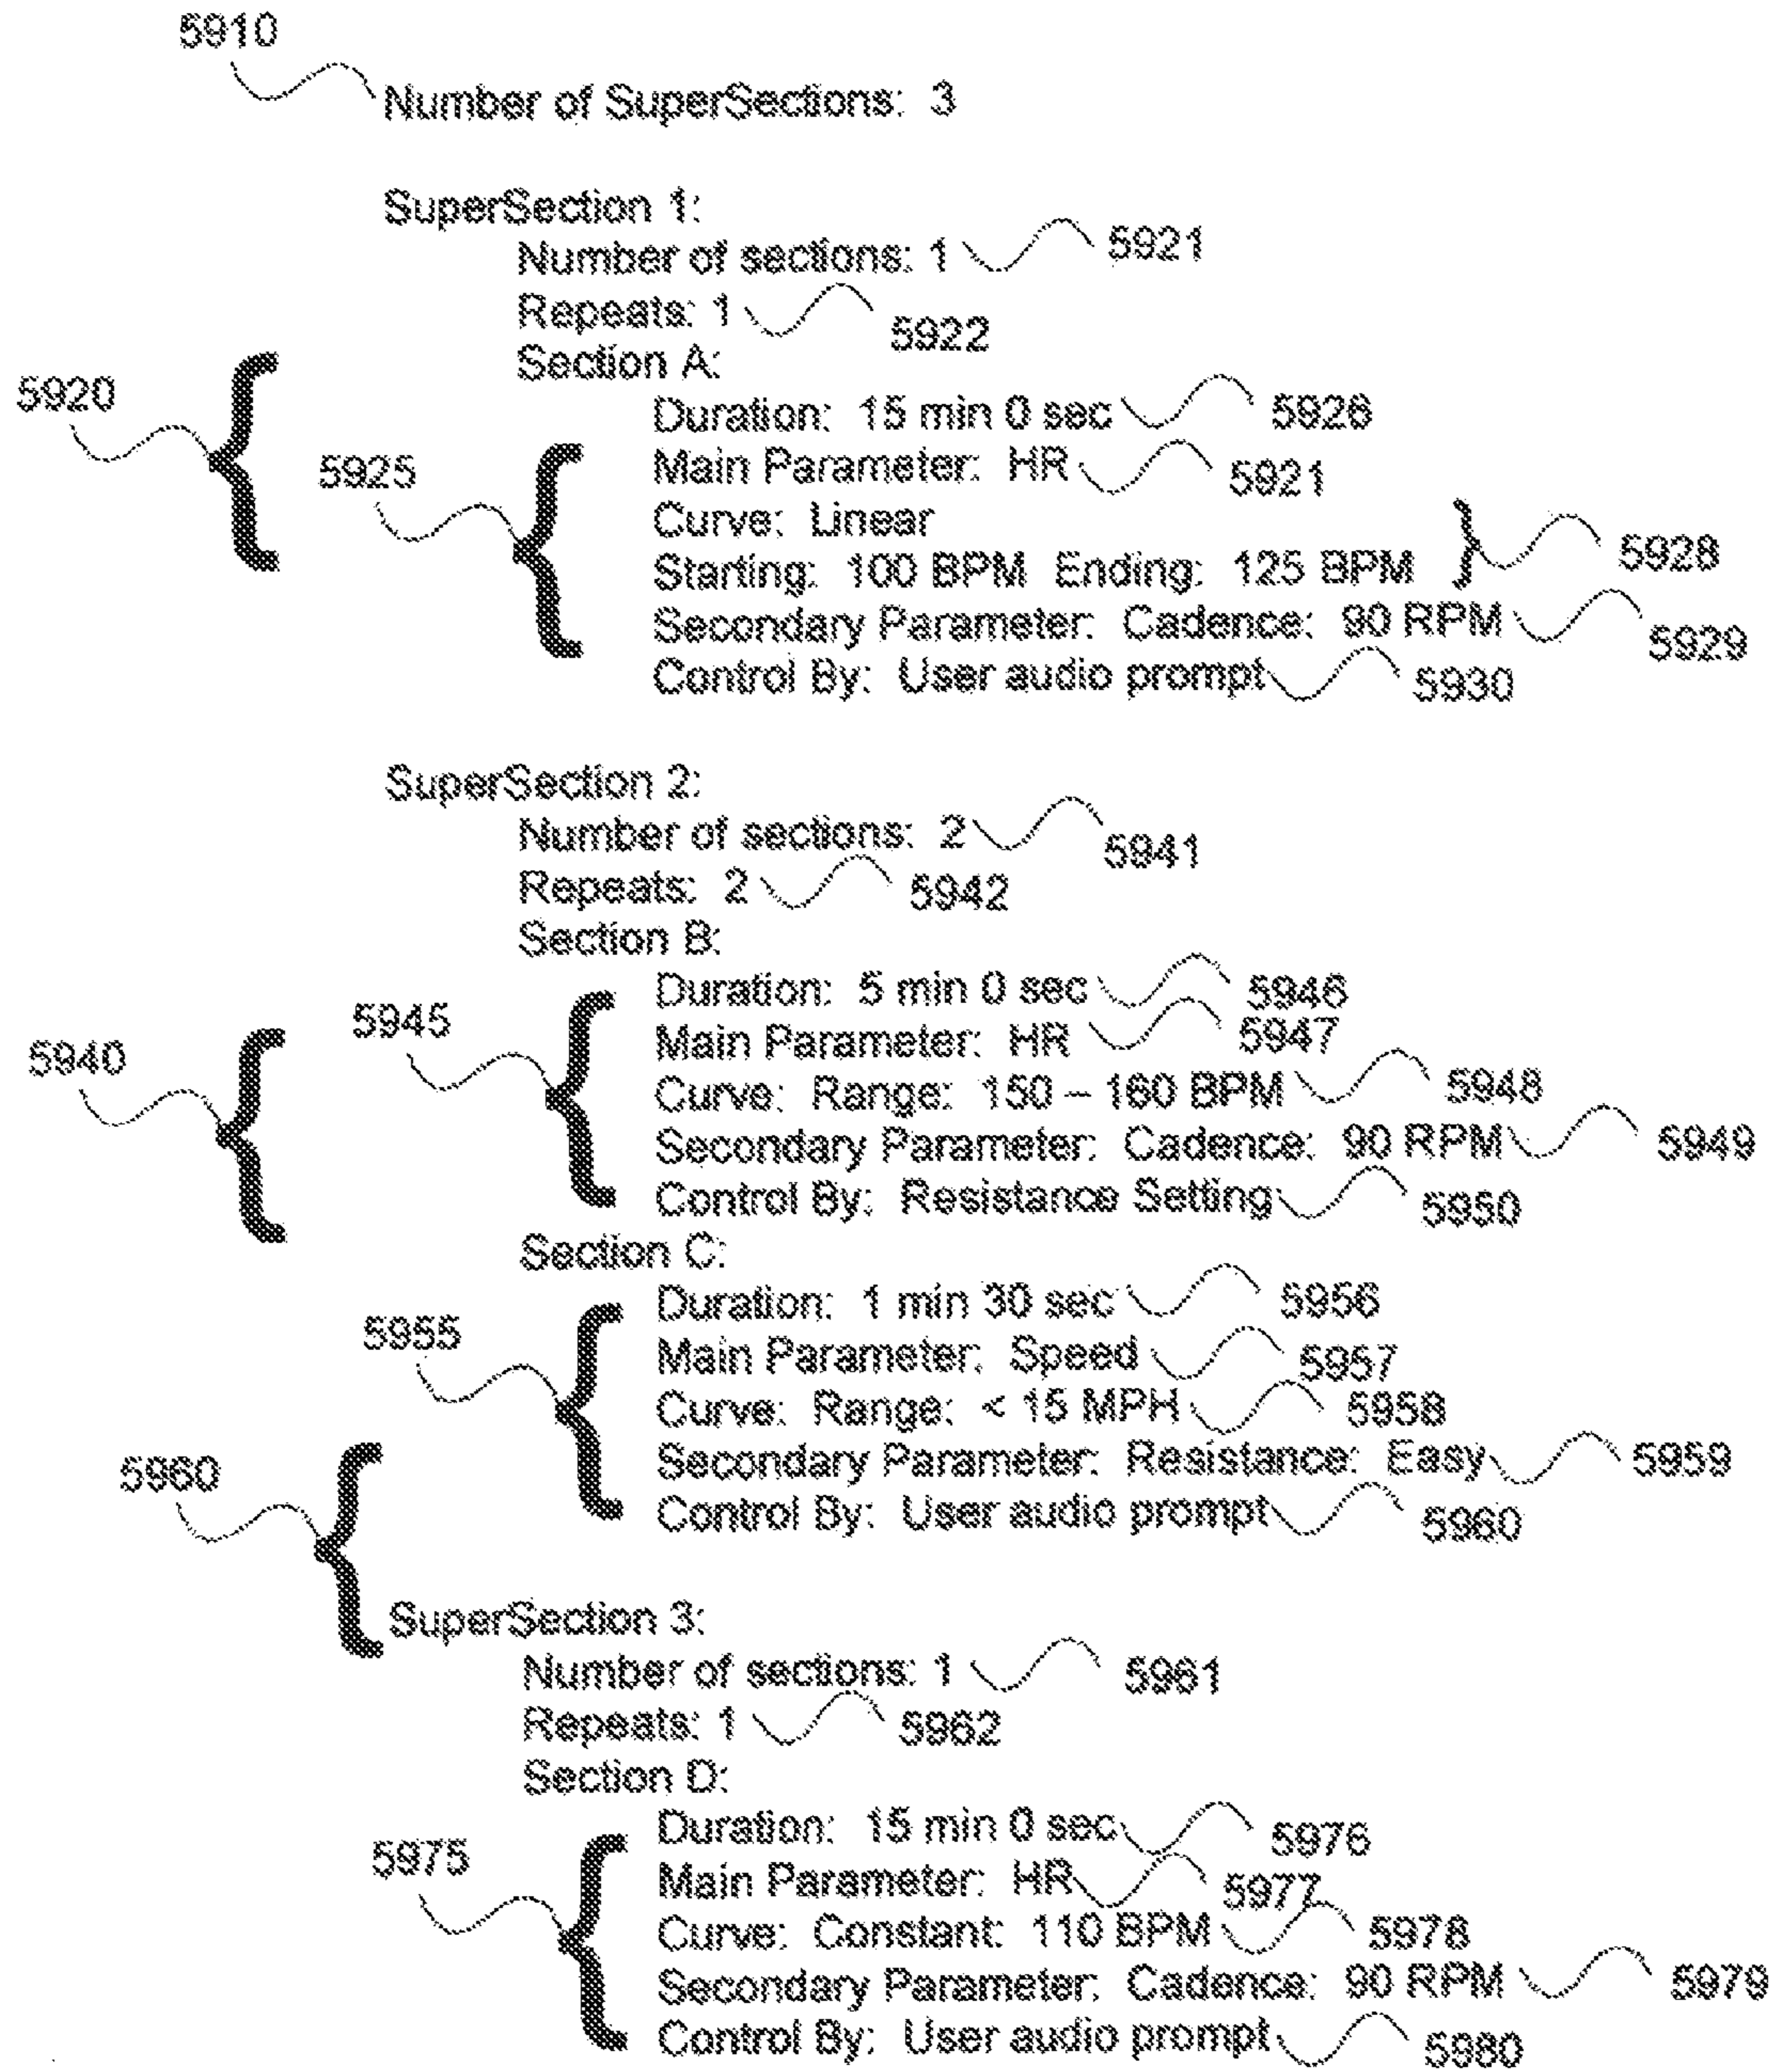 5910
Number of SuperSections: 3
SuperSection 1:
Number of sections: 1 5921
Repeats: 1 5922
Section A:
5920
Duration: 15 min 0 sec 5926
5925 Main Parameter: HR 5921
Curve: Linear
5928
Starting: 100 BPM Ending: 125 BPM
Secondary Parameter: Cadence: 90 RPM 5929
Control By: User audio prompt 5930
SuperSection 2:
Number of sections: 2 5941
Repeats: 2 5942
Section B:
Duration: 5 min 0 sec 5946
5945 Main Parameter: HR 5947
5940
Curve: Range: 150 – 160 BPM 5948
Secondary Parameter: Cadence: 90 RPM 5949
Control By: Resistance Setting 5950
Section C:
Duration: 1 min 30 sec 5956
5955 Main Parameter: Speed 5957
Curve: Range: < 15 MPH 5958
5960 Secondary Parameter: Resistance: Easy 5959
Control By: User audio prompt 5960
SuperSection 3:
Number of sections: 1 5961
Repeats: 1 5962
Section D:
Duration: 15 min 0 sec 5976
5975 Main Parameter: HR 5977
Curve: Constant: 110 BPM 5978
Secondary Parameter: Cadence: 90 RPM 5979
Control By: User audio prompt 5980